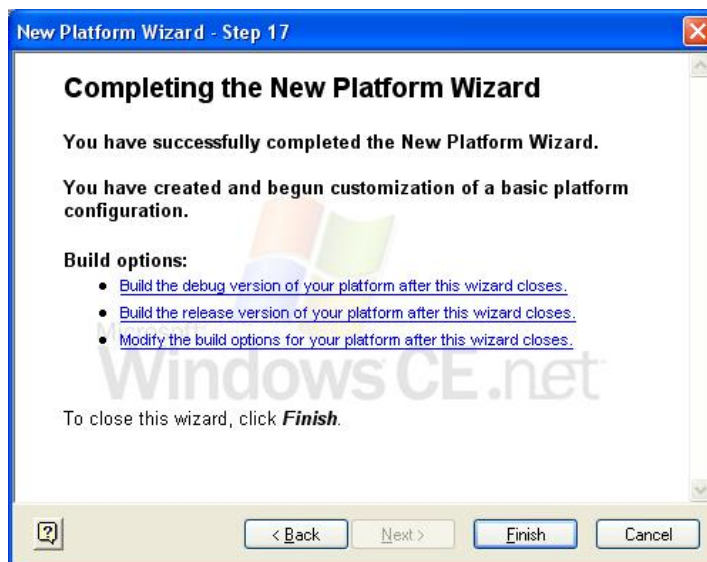 New Platform Wizard - Step 17
Completing the New Platform Wizard
You have successfully completed the New Platform Wizard.
You have created and begun customization of a basic platform
configuration.
Build options:
Build the debug version of your platform after this wizard closes.
Build the release version of your platform after this wizard closes.
Modify the build options for your platform after this wizard closes.
Microsoft
Windows CE .net
To close this wizard, click Finish.
< Back
Next >
Finish
Cancel